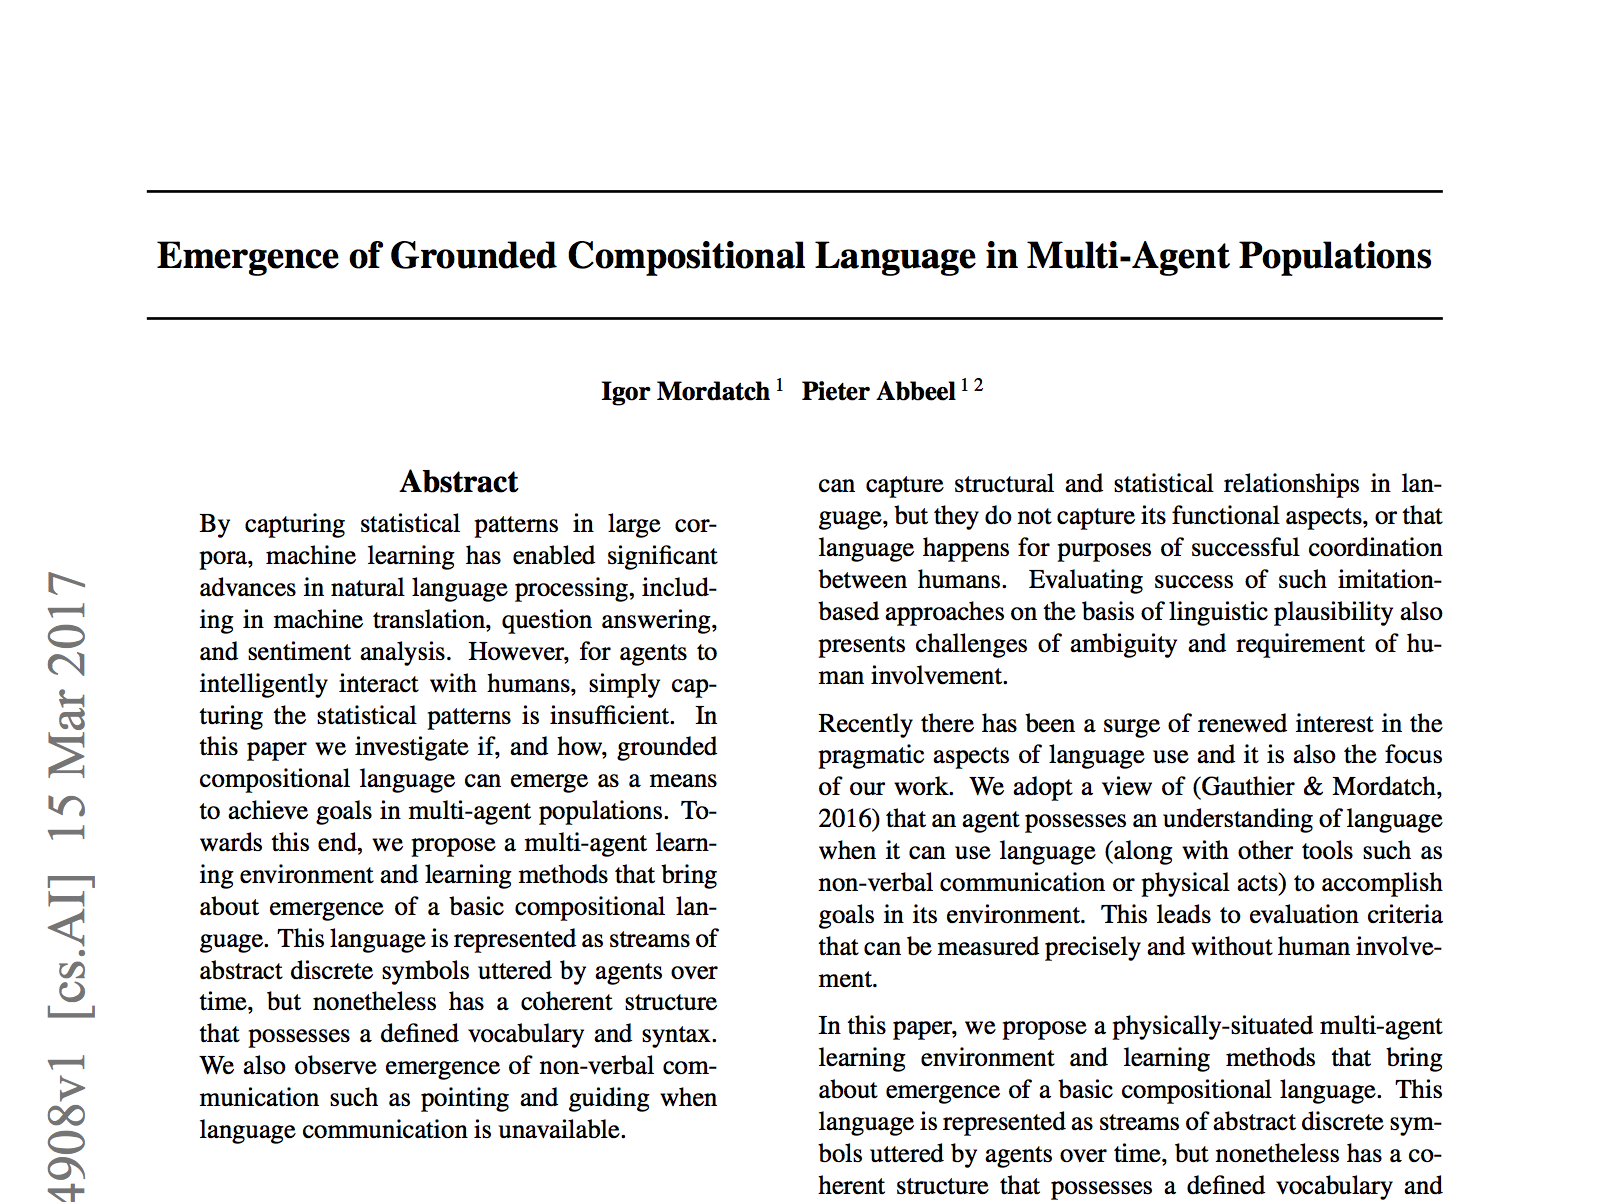 Emergence of Grounded Compositional Language in Multi-Agent Populations
Igor Mordatch 1 Pieter Abbeel 1 2
Abstract
By capturing statistical patterns in large cor-
pora, machine learning has enabled significant
advances in natural language processing, includ-
ing in machine translation, question answering,
and sentiment analysis. However, for agents to
intelligently interact with humans, simply cap-
turing the statistical patterns is insufficient. In
this paper we investigate if, and how, grounded
compositional language can emerge as a means
to achieve goals in multi-agent populations. To-
wards this end, we propose a multi-agent learn-
ing environment and learning methods that bring
about emergence of a basic compositional lan-
guage. This language is represented as streams of
abstract discrete symbols uttered by agents over
time, but nonetheless has a coherent structure
that possesses a defined vocabulary and syntax.
We also observe emergence of non-verbal com-
munication such as pointing and guiding when
language communication is unavailable.
can capture structural and statistical relationships in lan-
guage, but they do not capture its functional aspects, or that
language happens for purposes of successful coordination
between humans. Evaluating success of such imitation-
based approaches on the basis of linguistic plausibility also
presents challenges of ambiguity and requirement of hu-
man involvement.
Recently there has been a surge of renewed interest in the
pragmatic aspects of language use and it is also the focus
of our work. We adopt a view of (Gauthier & Mordatch,
2016) that an agent possesses an understanding of language
when it can use language (along with other tools such as
non-verbal communication or physical acts) to accomplish
goals in its environment. This leads to evaluation criteria
that can be measured precisely and without human involve-
ment.
In this paper, we propose a physically-situated multi-agent
learning environment and learning methods that bring
about emergence of a basic compositional language. This
language is represented as streams of abstract discrete sym-
bols uttered by agents over time, but nonetheless has a co-
herent structure that possesses a defined vocabulary and
4908v1 [cs.AI] 15 Mar 2017